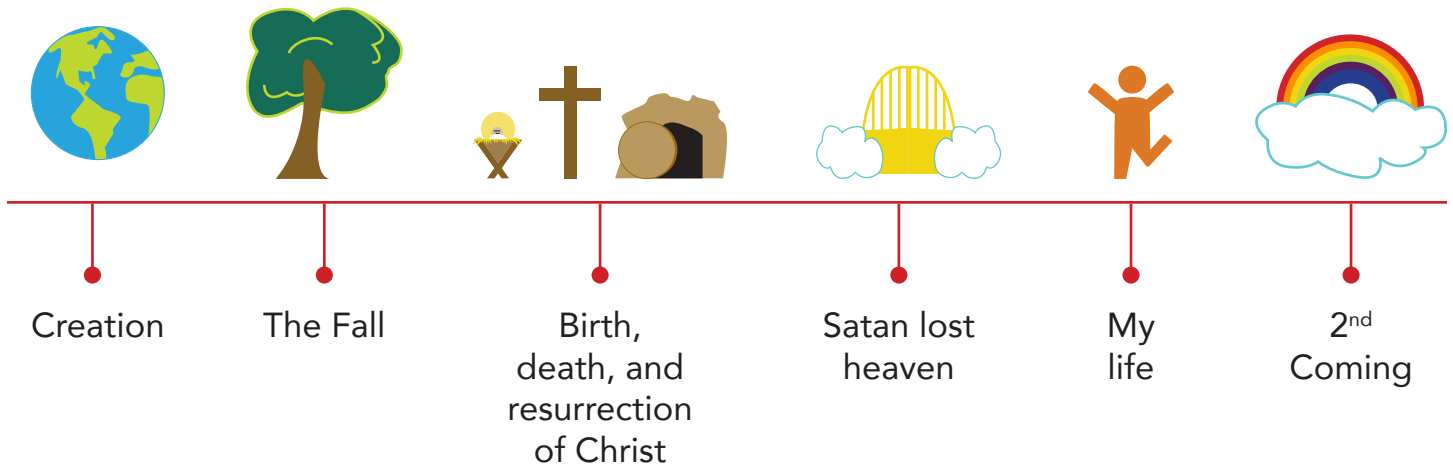 Creation
The Fall
Birth,
death, and
resurrection
of Christ
Satan lost
heaven
My
life
2nd
Coming